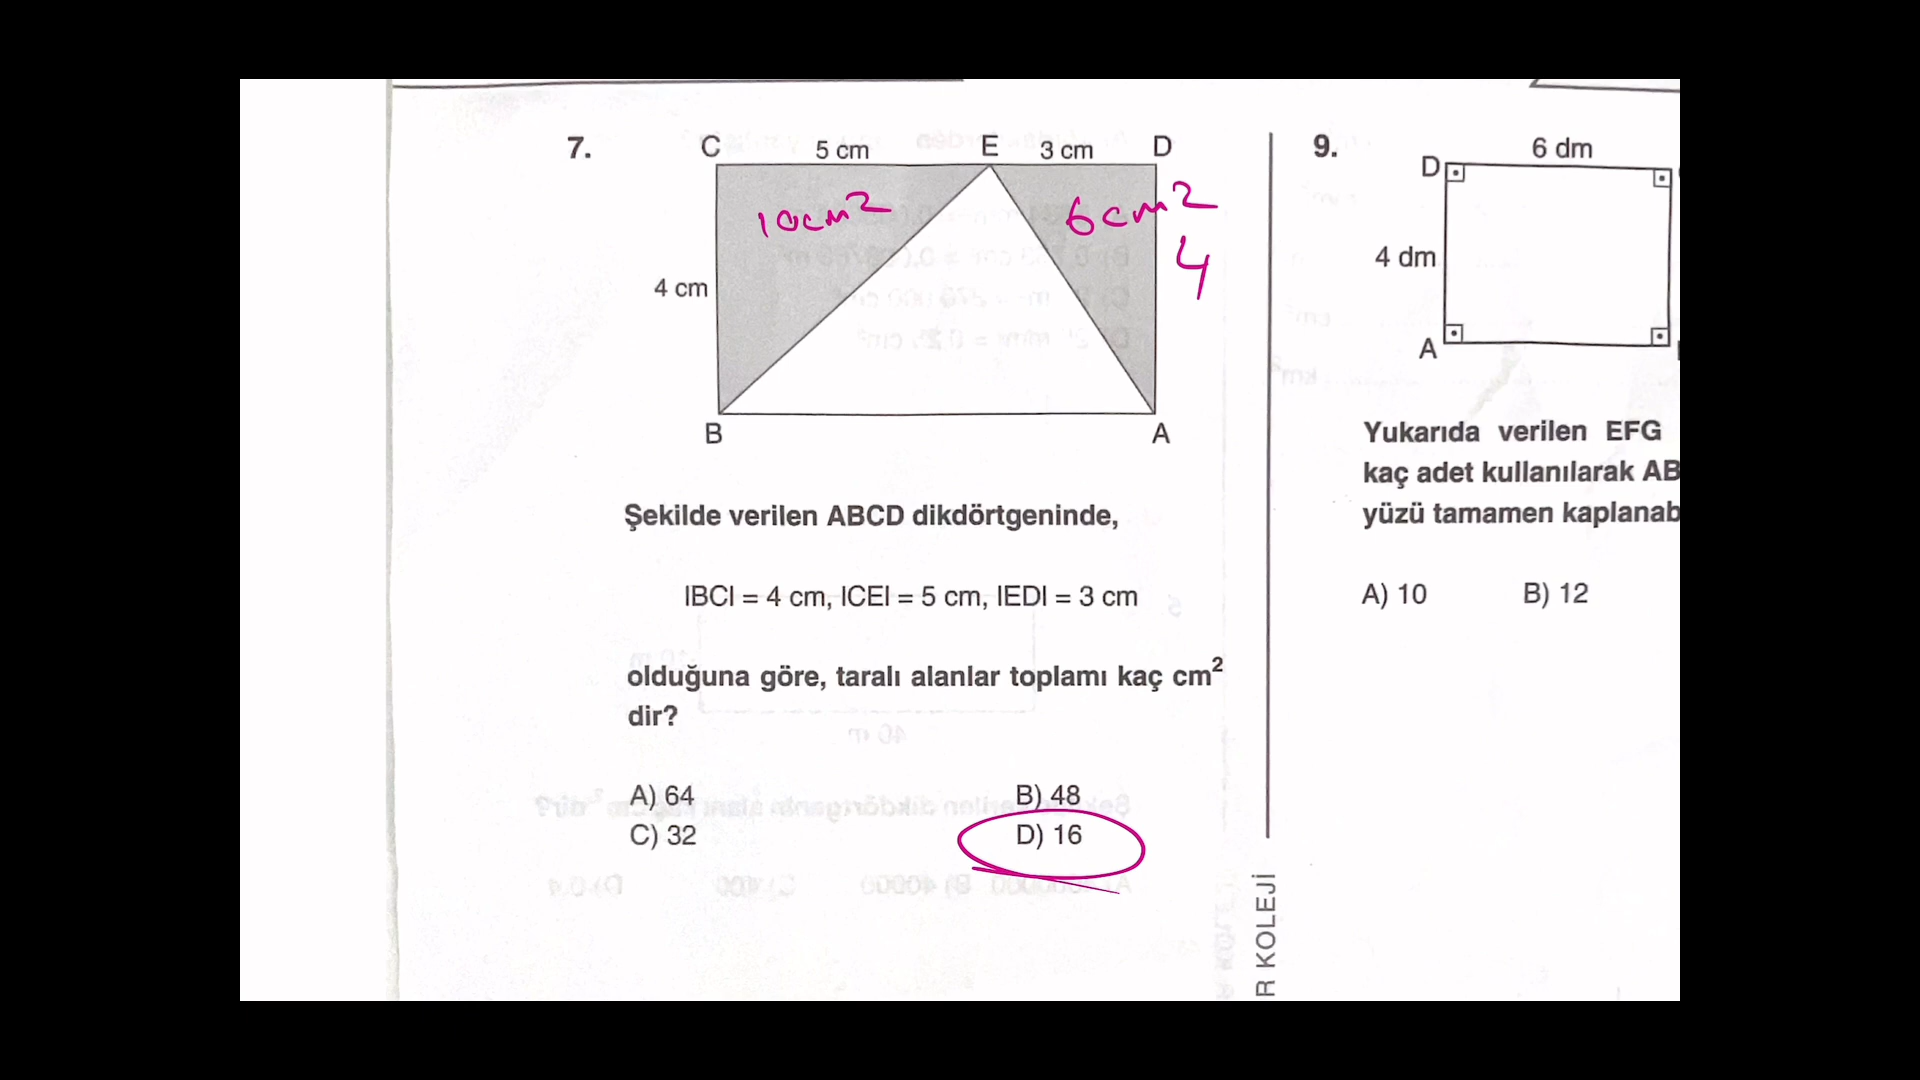 7.
C 5 cm E 3 cm D
10cm²
6cm²
4
4 cm
B A
Şekilde verilen ABCD dikdörtgeninde,
IBCI = 4 cm, ICEI = 5 cm, IEDI = 3 cm
olduğuna göre, taralı alanlar toplamı kaç cm²
dir?
A) 64 B) 48
C) 32 D) 16
R KOLEJİ
9.
6 dm
D
4 dm
A
Yukarıda verilen EFG
kaç adet kullanılarak AB
yüzü tamamen kaplanab
A) 10 B) 12